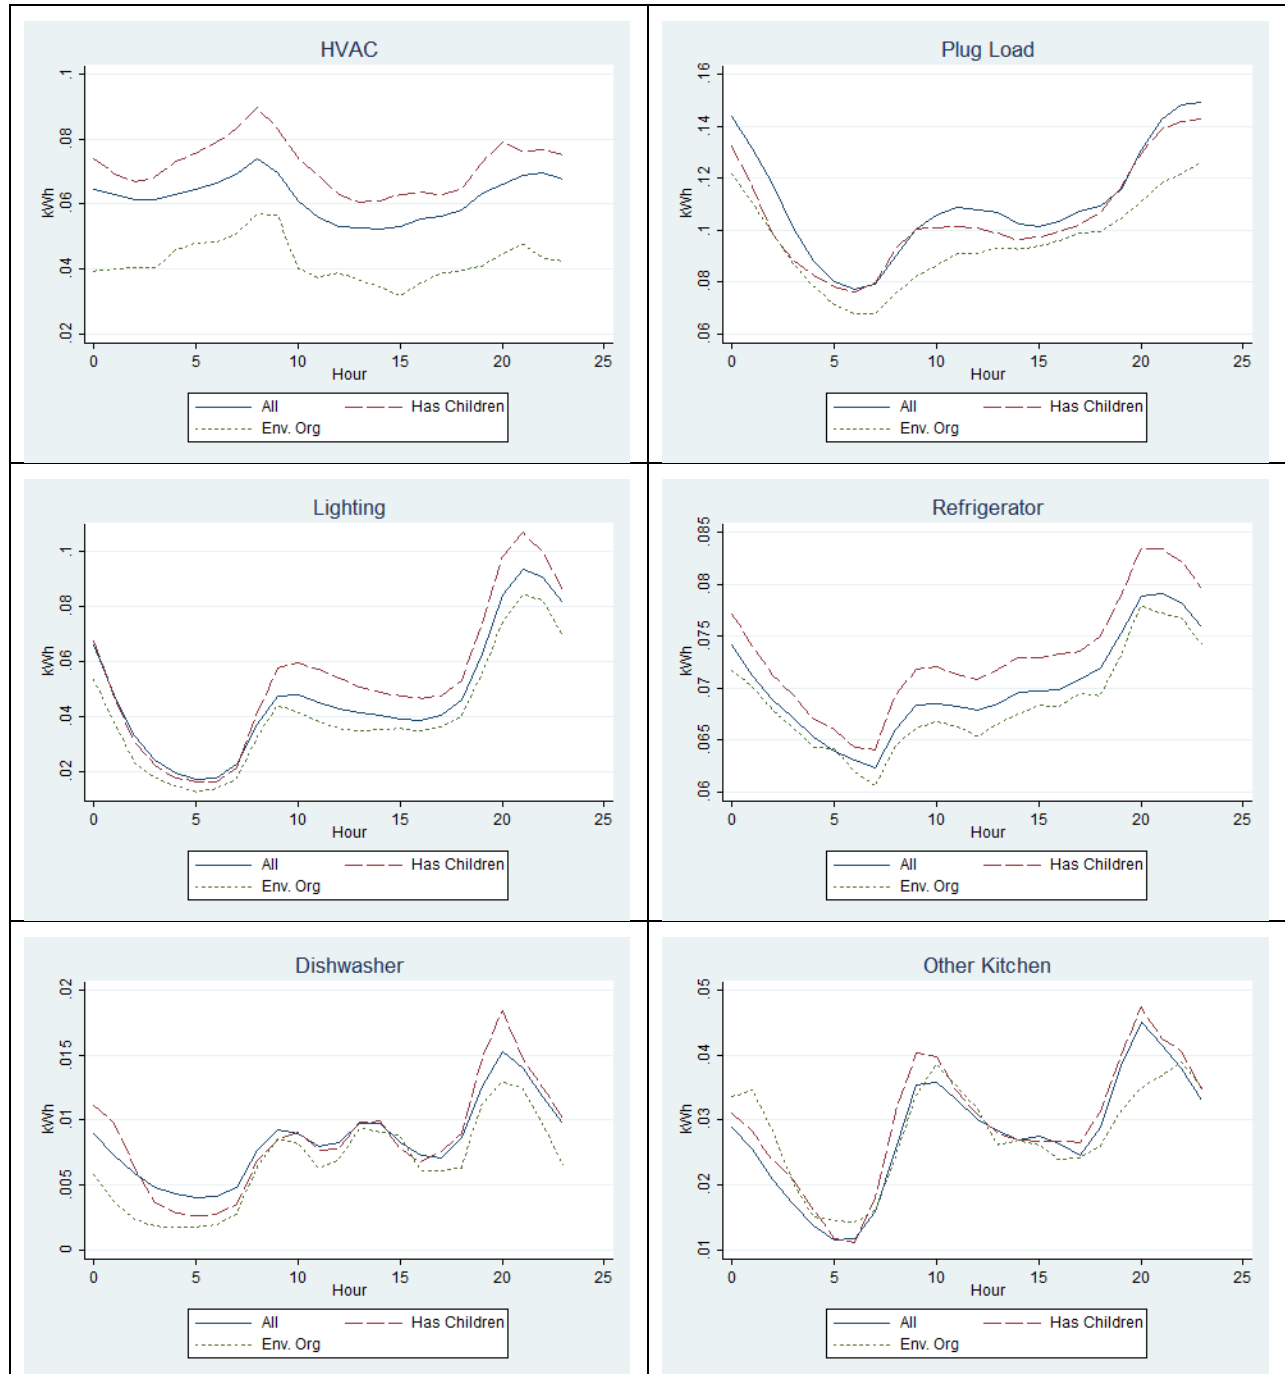 HVAC
.1
.08
.06
.04
.02
kWh
0 5 10 15 20 25
Hour
All Has Children
Env. Org
Plug Load
.16
.14
.12
.1
.08
.06
kWh
0 5 10 15 20 25
Hour
All Has Children
Env. Org
Lighting
.1
.08
.06
.04
.02
kWh
0 5 10 15 20 25
Hour
All Has Children
Env. Org
Refrigerator
.085
.08
.075
.07
.065
.06
kWh
0 5 10 15 20 25
Hour
All Has Children
Env. Org
Dishwasher
.02
.015
.01
.005
0
kWh
0 5 10 15 20 25
Hour
All Has Children
Env. Org
Other Kitchen
.05
.04
.03
.02
.01
kWh
0 5 10 15 20 25
Hour
All Has Children
Env. Org